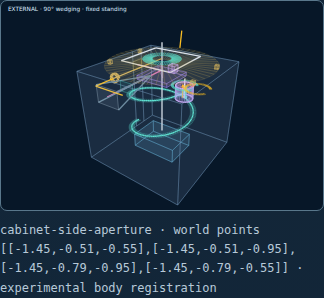 EXTERNAL · 90° wedging · fixed standing
cabinet-side-aperture · world points
[[-1.45,-0.51,-0.55],[-1.45,-0.51,-0.95],
[-1.45,-0.79,-0.95],[-1.45,-0.79,-0.55]] ·
experimental body registration